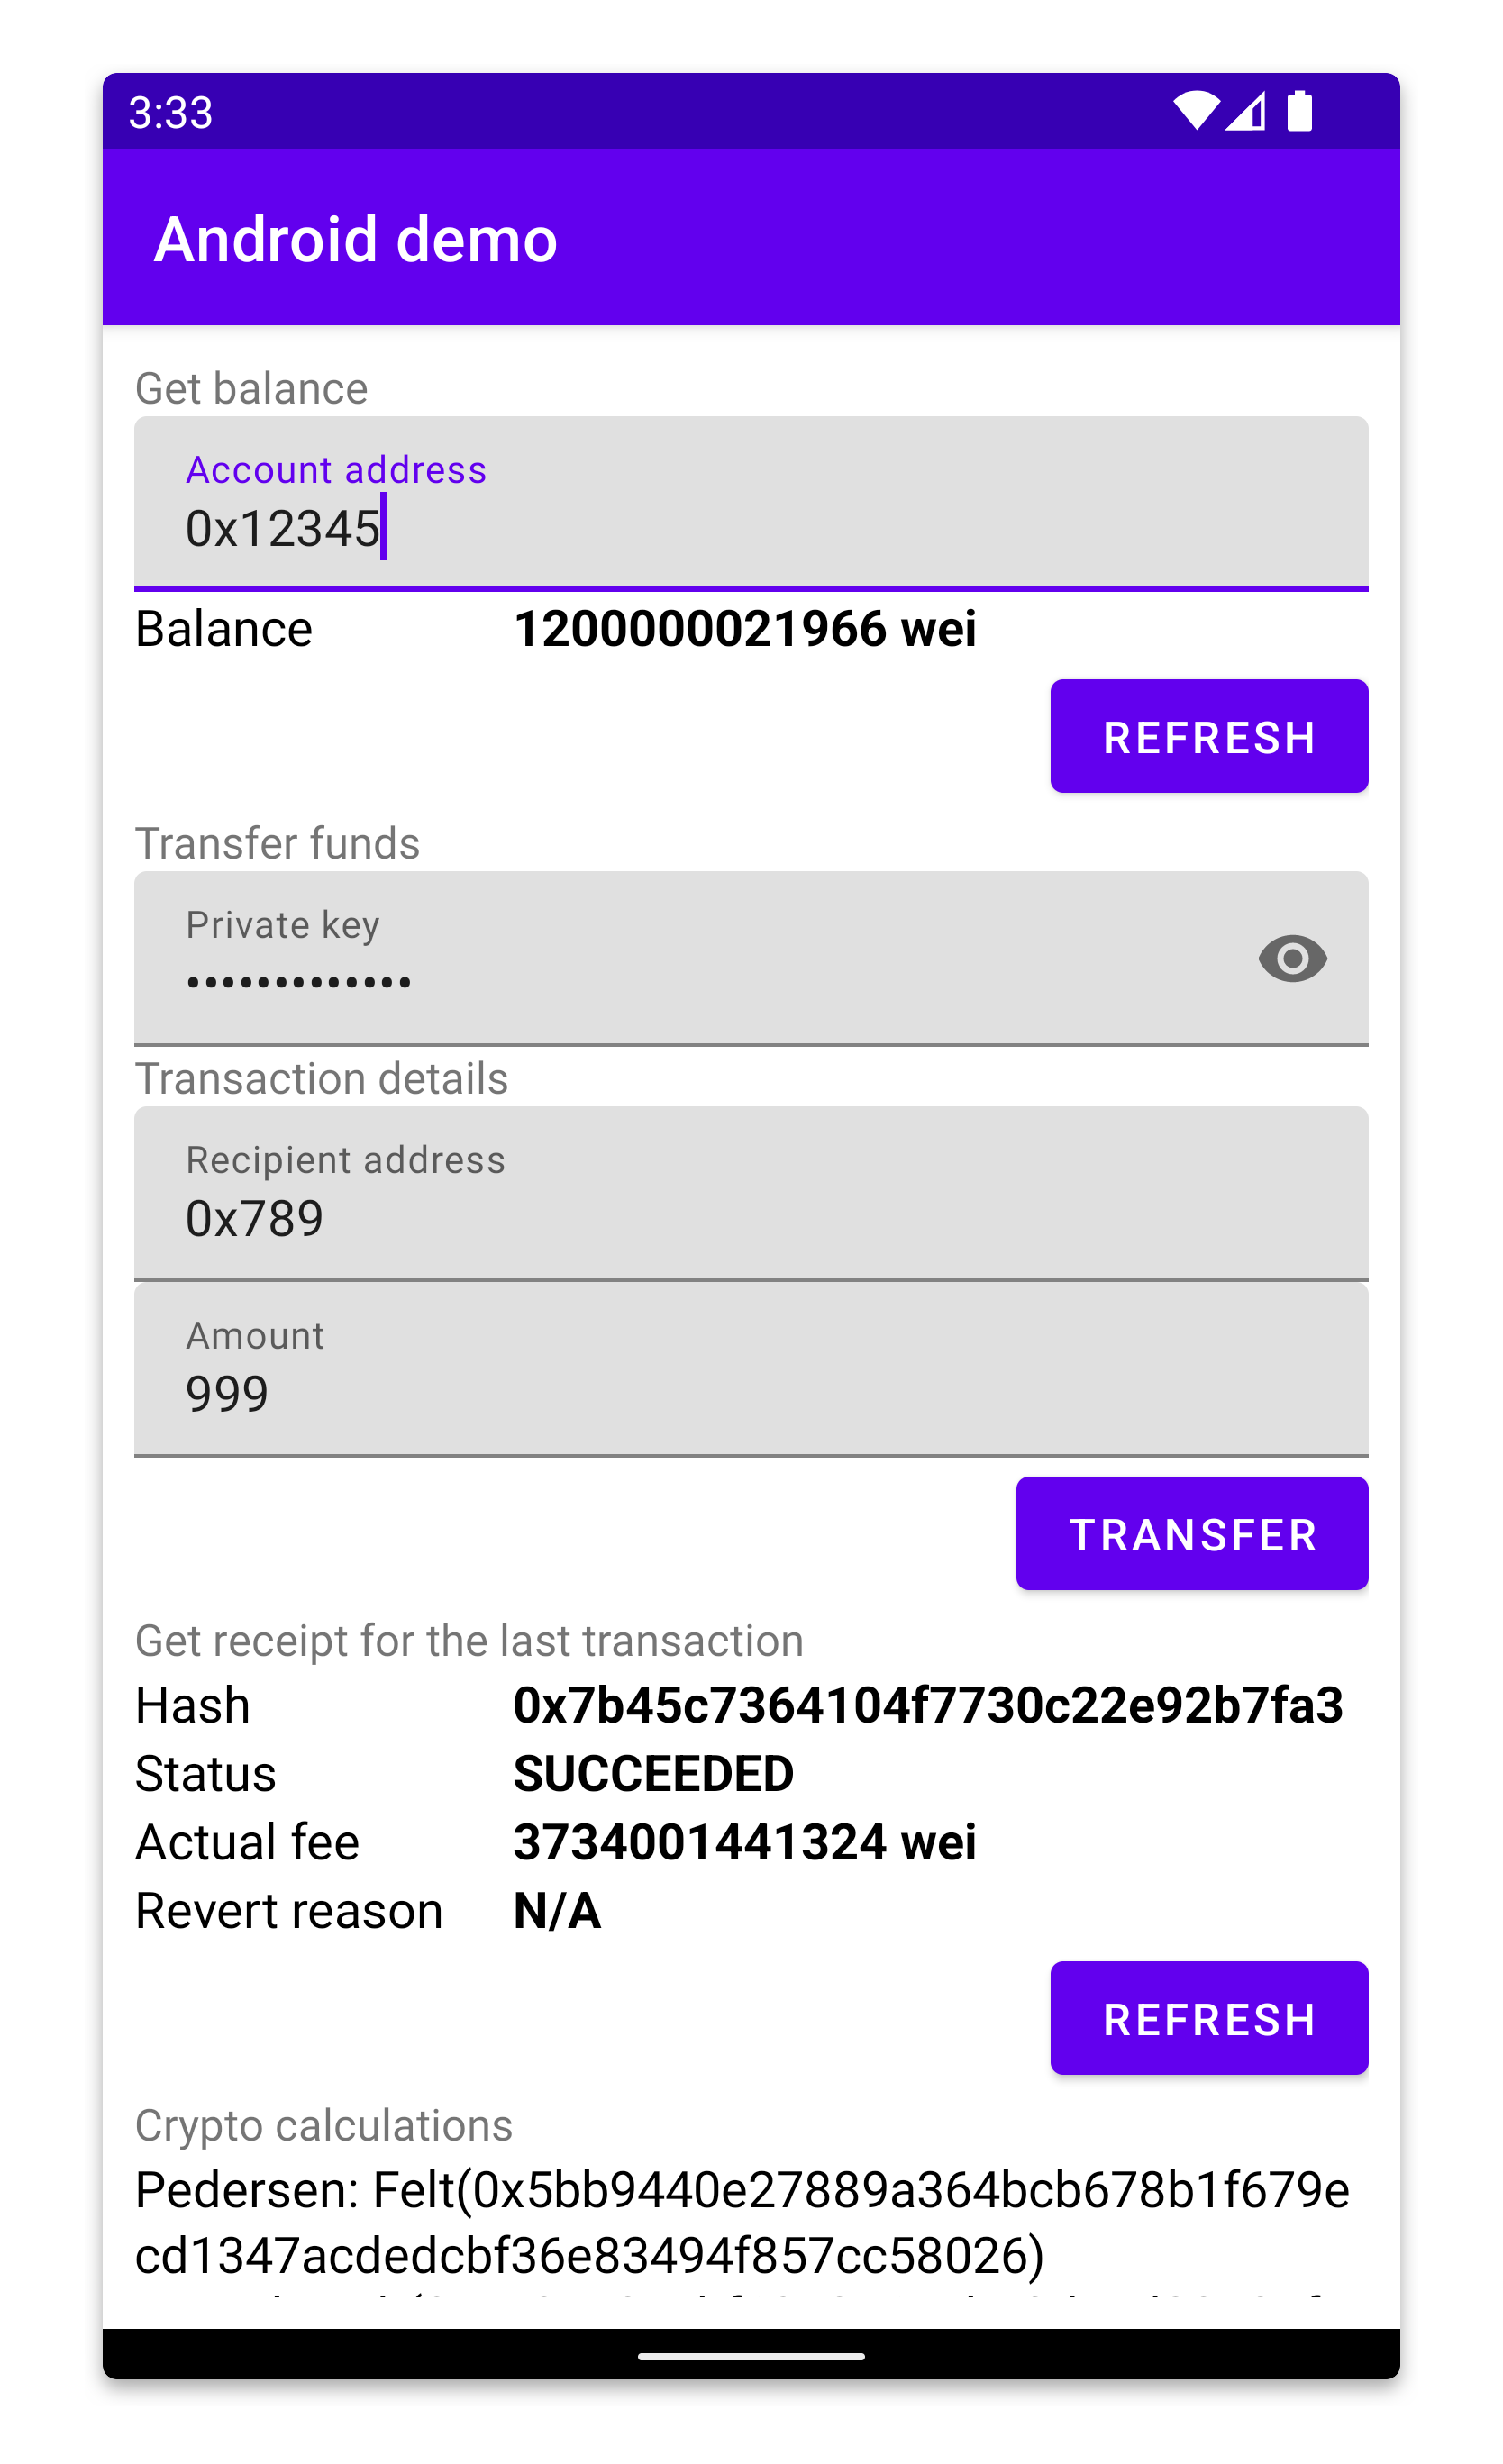 3:33
Android demo
Get balance
Account address
0x12345
Balance 1200000021966 wei
REFRESH
Transfer funds
Private key
•••••••••••••
Transaction details
Recipient address
0x789
Amount
999
TRANSFER
Get receipt for the last transaction
Hash 0x7b45c7364104f7730c22e92b7fa3
Status SUCCEEDED
Actual fee 3734001441324 wei
Revert reason N/A
REFRESH
Crypto calculations
Pedersen: Felt(0x5bb9440e27889a364bcb678b1f679e
cd1347acdedcbf36e83494f857cc58026)